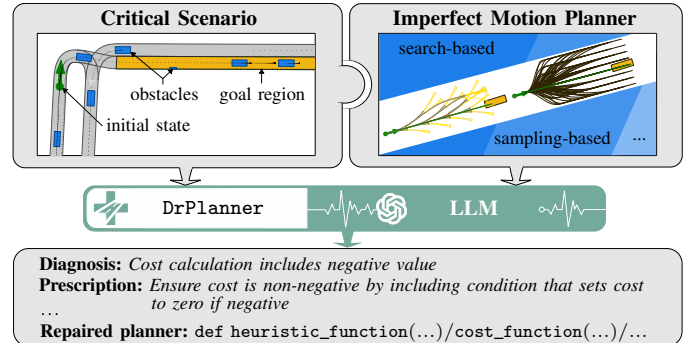 Critical Scenario
obstacles
goal region
initial state
Imperfect Motion Planner
search-based
sampling-based
...
DrPlanner
LLM
Diagnosis: Cost calculation includes negative value
Prescription: Ensure cost is non-negative by including condition that sets cost
to zero if negative
...
Repaired planner: def heuristic_function(...)/cost_function(...)/...